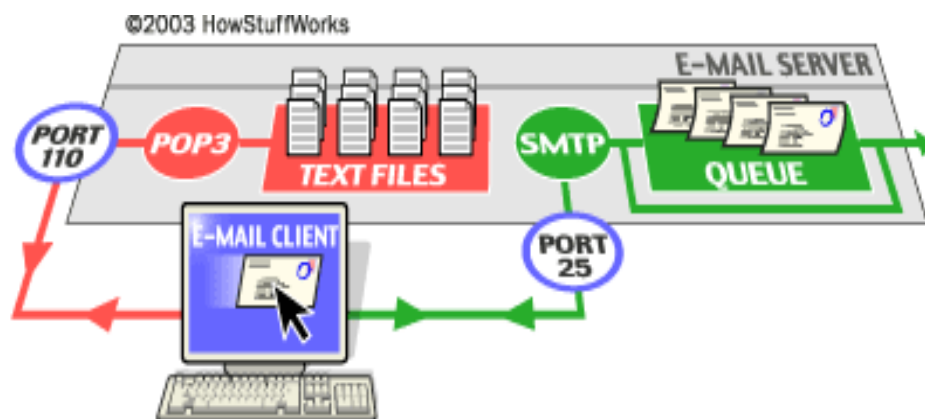 ©2003 HowStuffWorks
E-MAIL SERVER
PORT
110
POP3
TEXT FILES
SMTP
QUEUE
E-MAIL CLIENT
PORT
25